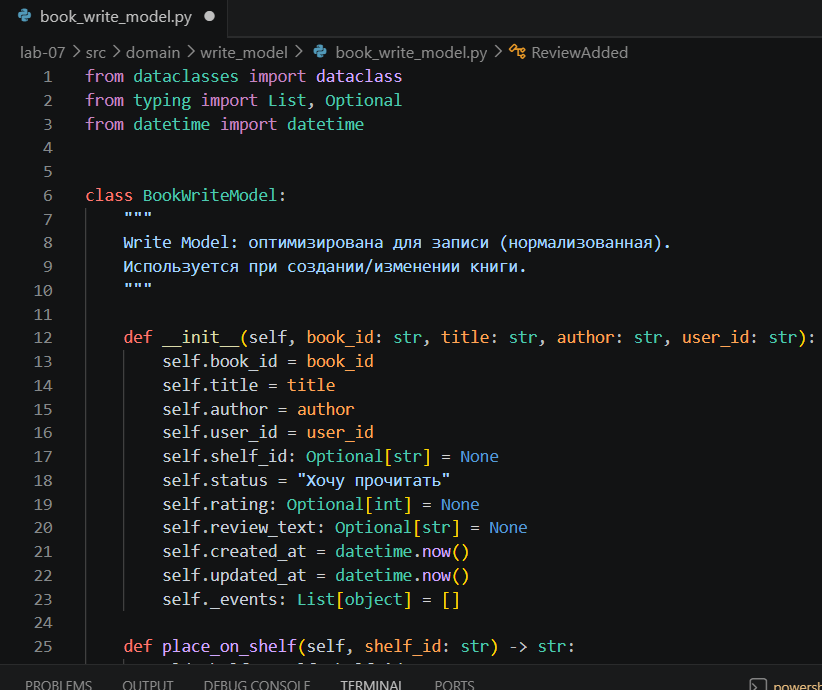 book_write_model.py
lab-07 > src > domain > write_model > book_write_model.py > ReviewAdded
1 from dataclasses import dataclass
2 from typing import List, Optional
3 from datetime import datetime
4
5
6 class BookWriteModel:
7     """
8     Write Model: оптимизирована для записи (нормализованная).
9     Используется при создании/изменении книги.
10     """
11
12     def __init__(self, book_id: str, title: str, author: str, user_id: str):
13         self.book_id = book_id
14         self.title = title
15         self.author = author
16         self.user_id = user_id
17         self.shelf_id: Optional[str] = None
18         self.status = "Хочу прочитать"
19         self.rating: Optional[int] = None
20         self.review_text: Optional[str] = None
21         self.created_at = datetime.now()
22         self.updated_at = datetime.now()
23         self._events: List[object] = []
24
25     def place_on_shelf(self, shelf_id: str) -> str:
PROBLEMS OUTPUT DEBUG CONSOLE TERMINAL PORTS powersh